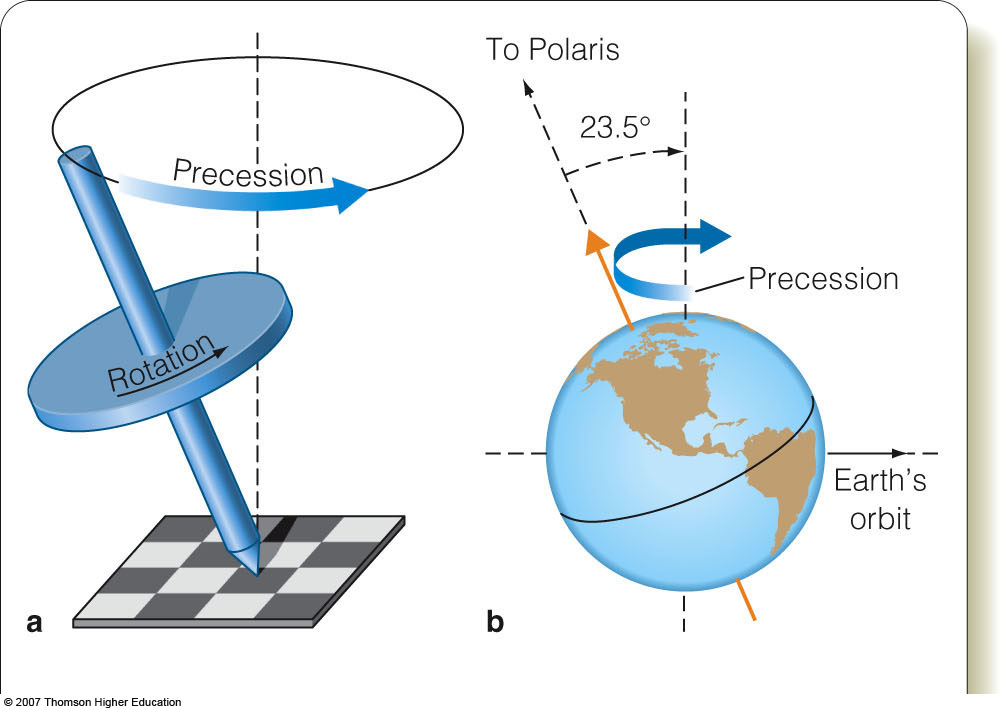 Precession
Rotation
a
To Polaris
23.5°
Precession
Earth's
orbit
b
© 2007 Thomson Higher Education